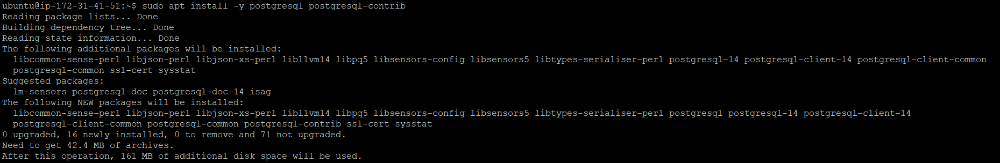 ubuntu@ip-172-31-41-51:~$ sudo apt install -y postgresql postgresql-contrib
Reading package lists... Done
Building dependency tree... Done
Reading state information... Done
The following additional packages will be installed:
  libcommon-sense-perl libjson-perl libjson-xs-perl libllvm14 libpq5 libsensors-config libsensors5 libtypes-serialiser-perl postgresql-14 postgresql-client-14 postgresql-client-common
  postgresql-common ssl-cert sysstat
Suggested packages:
  lm-sensors postgresql-doc postgresql-doc-14 isag
The following NEW packages will be installed:
  libcommon-sense-perl libjson-perl libjson-xs-perl libllvm14 libpq5 libsensors-config libsensors5 libtypes-serialiser-perl postgresql postgresql-14 postgresql-client-14
  postgresql-client-common postgresql-common postgresql-contrib ssl-cert sysstat
0 upgraded, 16 newly installed, 0 to remove and 71 not upgraded.
Need to get 42.4 MB of archives.
After this operation, 161 MB of additional disk space will be used.